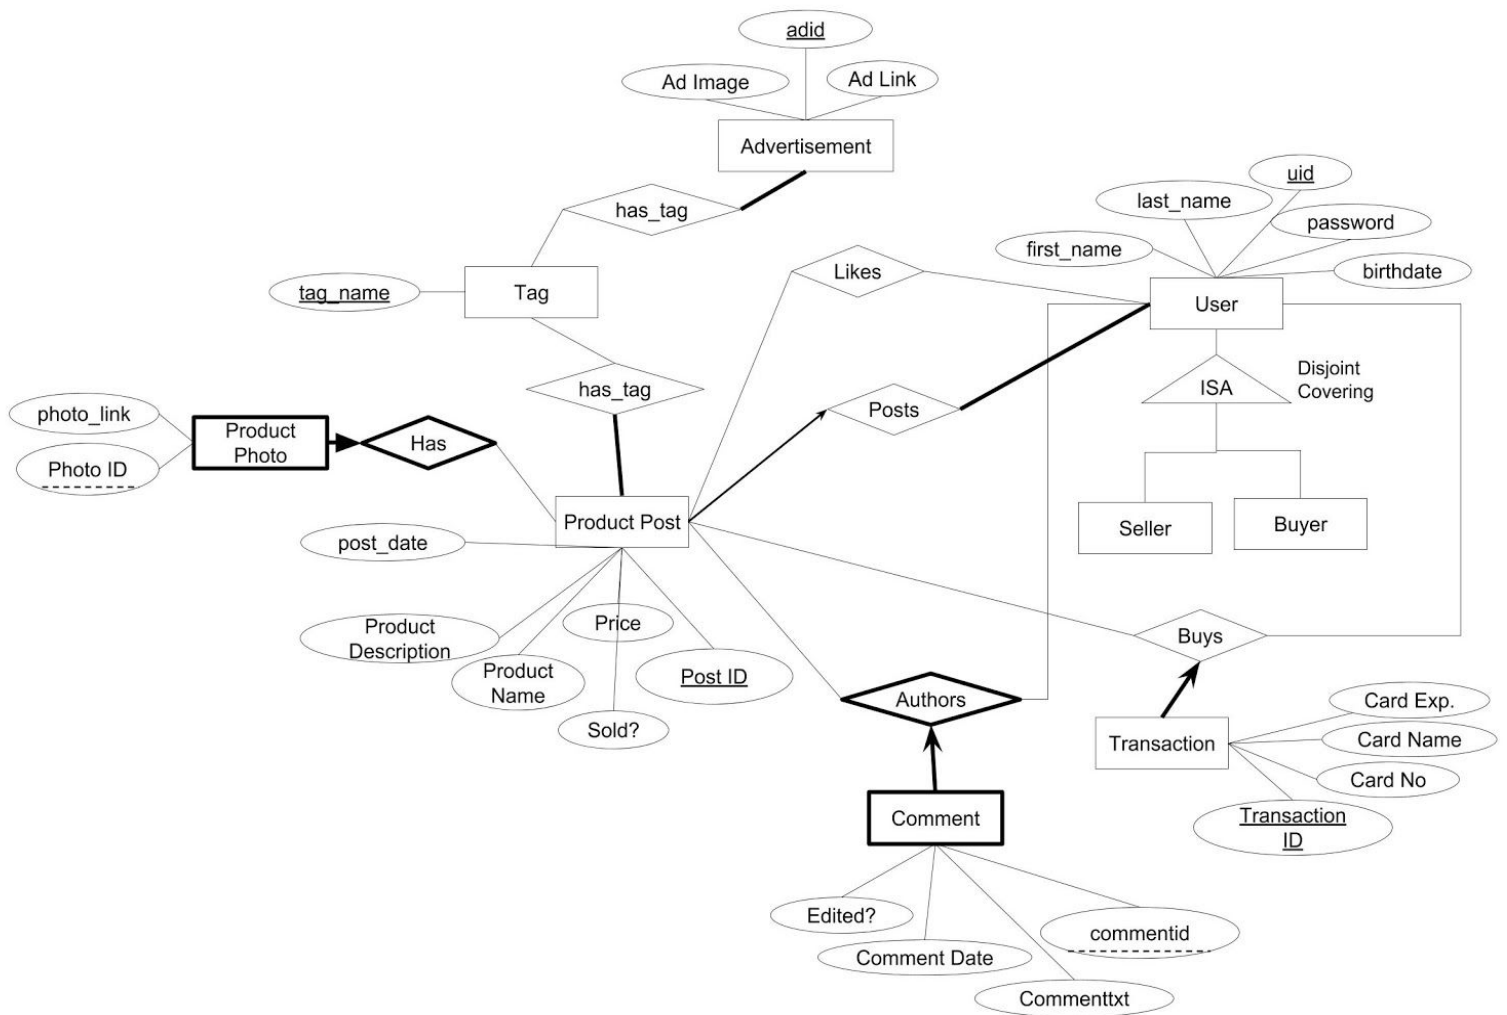 adid
Ad Image
Ad Link
Advertisement
has_tag
uid
last_name
password
first_name
birthdate
Likes
User
tag_name
Tag
Disjoint
Covering
ISA
has_tag
Posts
photo_link
Product
Photo
Has
Photo ID
Product Post
Seller
Buyer
post_date
Price
Product
Description
Product
Name
Post ID
Sold?
Buys
Authors
Transaction
Card Exp.
Card Name
Card No
Transaction
ID
Comment
Edited?
commentid
Comment Date
Commenttxt